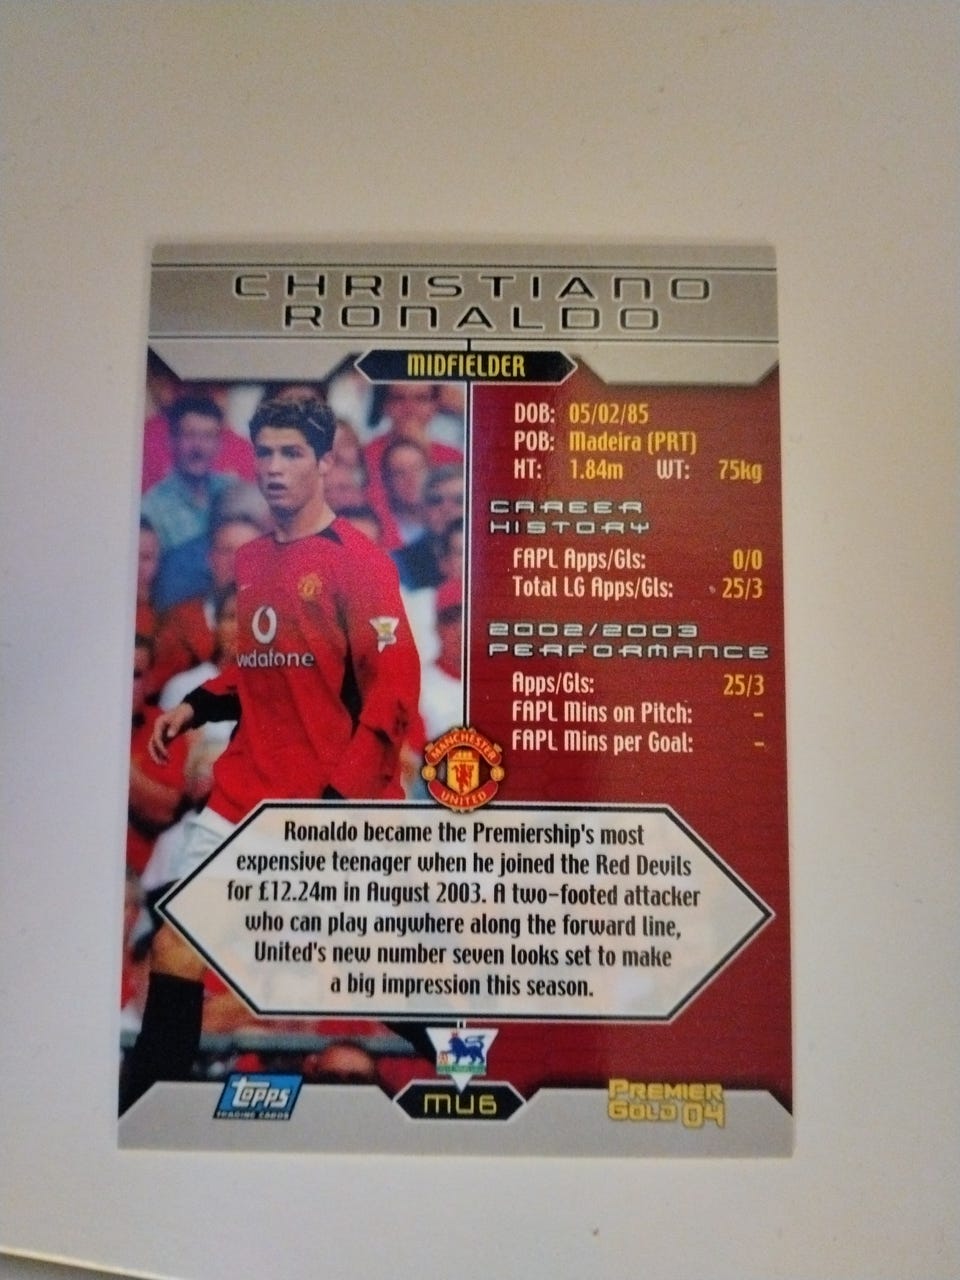 CHRISTIANO
RONALDO
MIDFIELDER
DOB: 05/02/85
POB: Madeira (PRT)
HT: 1.84m WT: 75kg
CAREER
HISTORY
FAPL Apps/Gls: 0/0
Total LG Apps/Gls: 25/3
2002/2003
PERFORMANCE
Apps/Gls: 25/3
FAPL Mins on Pitch: -
FAPL Mins per Goal: -
vodafone
MANCHESTER
UNITED
Ronaldo became the Premiership's most
expensive teenager when he joined the Red Devils
for £12.24m in August 2003. A two-footed attacker
who can play anywhere along the forward line,
United's new number seven looks set to make
a big impression this season.
Topps
TRADING CARDS
MU6
PREMIER
GOLD 04